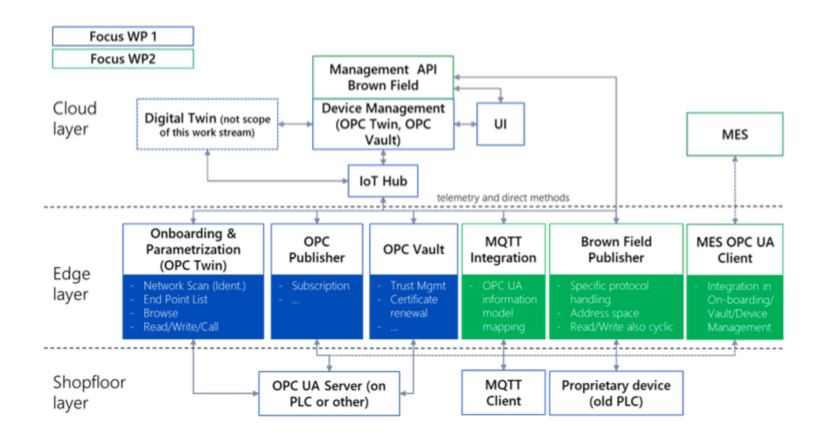 Focus WP 1
Focus WP2
Cloud
layer
Management API
Brown Field
Device Management
(OPC Twin, OPC
Vault)
Digital Twin (not scope
of this work stream)
UI
MES
IoT Hub
telemetry and direct methods
Edge
layer
Onboarding &
Parametrization
(OPC Twin)
- Network Scan (Ident.)
- End Point List
- Browse
- Read/Write/Call
OPC
Publisher
- Subscription
- ...
OPC Vault
- Trust Mgmt
- Certificate
renewal
- ...
MQTT
Integration
- OPC UA
information
model
mapping
Brown Field
Publisher
- Specific protocol
handling
- Address space
- Read/Write also cyclic
MES OPC UA
Client
- Integration in
On-boarding/
Vault/Device
Management
Shopfloor
layer
OPC UA Server (on
PLC or other)
MQTT
Client
Proprietary device
(old PLC)